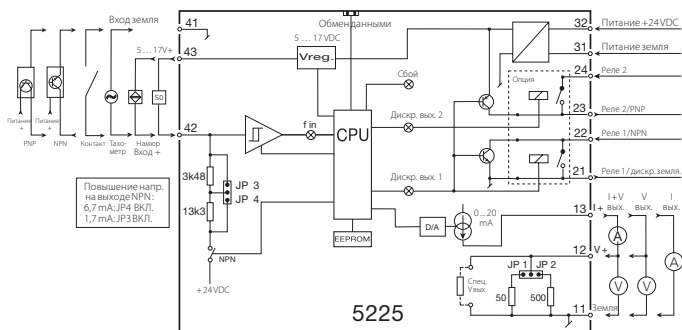 Вход земля
41
5 ... 17V+
43
Питание +
PNP
Питание +
NPN
Контакт
Тахо-
метр
Намюр
Вход +
S0
42
Повышение напр.
на выходе NPN:
6,7 mA: JP4 ВКЛ.
1,7 mA: JP3 ВКЛ.
3k48
13k3
JP 3
JP 4
NPN
+24VDC
Обмен данными
5 ... 17 VDC
Vreg.
Сбой
f in
CPU
Дискр. вых. 2
Дискр. вых. 1
EEPROM
D/A
0 ... 20
mA
Опция
Спец.
V вых.
JP 1
JP 2
50
500
5225
32
Питание +24 VDC
31
Питание земля
24
Реле 2
23
Реле 2/PNP
22
Реле 1/NPN
21
Реле 1/ дискр. земля.
13
I+
12
V+
11
Земля
I+V
вых.
V
вых.
I
вых.
A
V
V
A